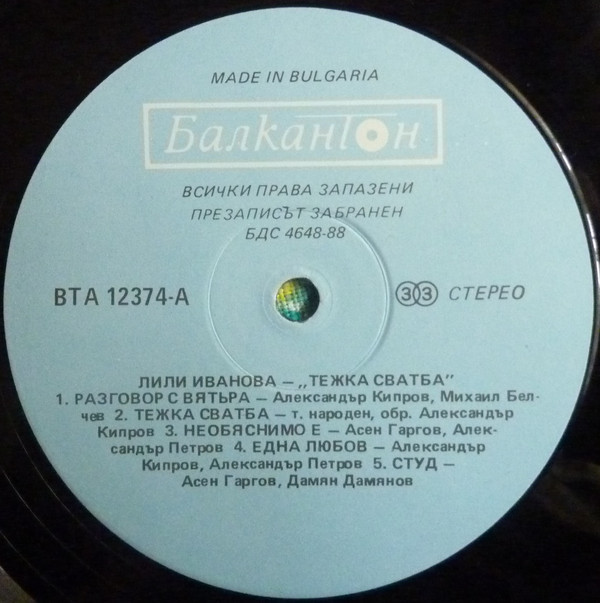 MADE IN BULGARIA
Балкантон
ВСИЧКИ ПРАВА ЗАПАЗЕНИ
ПРЕЗАПИСЪТ ЗАБРАНЕН
БДС 4648-88
ВТА 12374-А
33 СТЕРЕО
ЛИЛИ ИВАНОВА — „ТЕЖКА СВАТБА”
1. РАЗГОВОР С ВЯТЪРА — Александър Кипров, Михаил Бел-
чев 2. ТЕЖКА СВАТБА — т. народен, обр. Александър
Кипров 3. НЕОБЯСНИМО Е — Асен Гаргов, Алек-
сандър Петров 4. ЕДНА ЛЮБОВ — Александър
Кипров, Александър Петров 5. СТУД —
Асен Гаргов, Дамян Дамянов